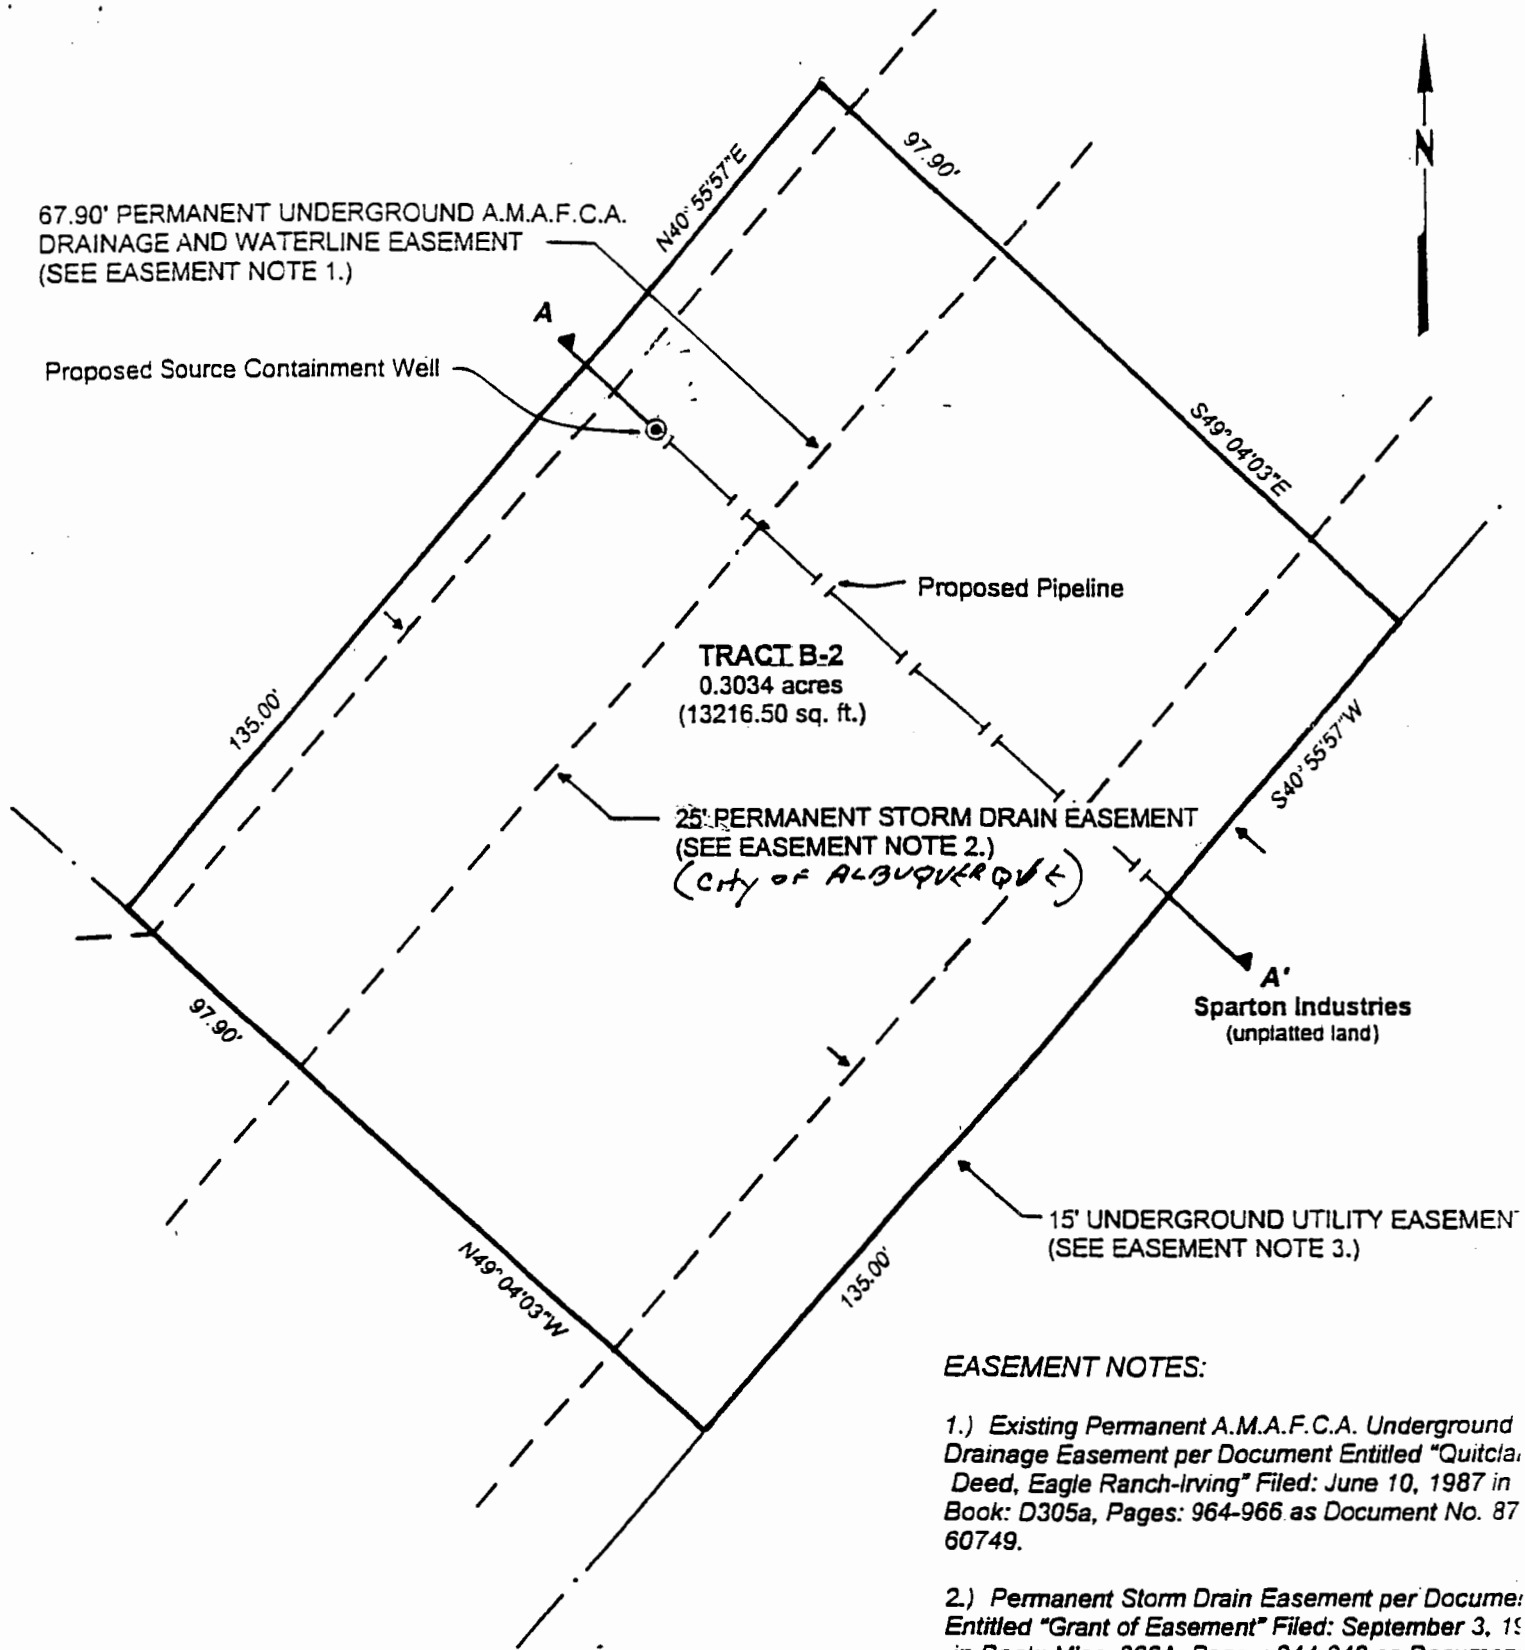 N
97.90'
N40°55'57"E
67.90' PERMANENT UNDERGROUND A.M.A.F.C.A.
DRAINAGE AND WATERLINE EASEMENT
(SEE EASEMENT NOTE 1.)
A
Proposed Source Containment Well
S49°04'03"E
Proposed Pipeline
TRACT B-2
0.3034 acres
(13216.50 sq. ft.)
135.00'
S40°55'57"W
25' PERMANENT STORM DRAIN EASEMENT
(SEE EASEMENT NOTE 2.)
(City OF ALBUQUERQUE)
A'
Sparton Industries
(unplatted land)
97.90'
15' UNDERGROUND UTILITY EASEMEN
(SEE EASEMENT NOTE 3.)
N49°04'03"W
135.00'
EASEMENT NOTES:
1.) Existing Permanent A.M.A.F.C.A. Underground
Drainage Easement per Document Entitled "Quitcla
Deed, Eagle Ranch-Irving" Filed: June 10, 1987 in
Book: D305a, Pages: 964-966 as Document No. 87
60749.
2.) Permanent Storm Drain Easement per Docume
Entitled "Grant of Easement" Filed: September 3, 19